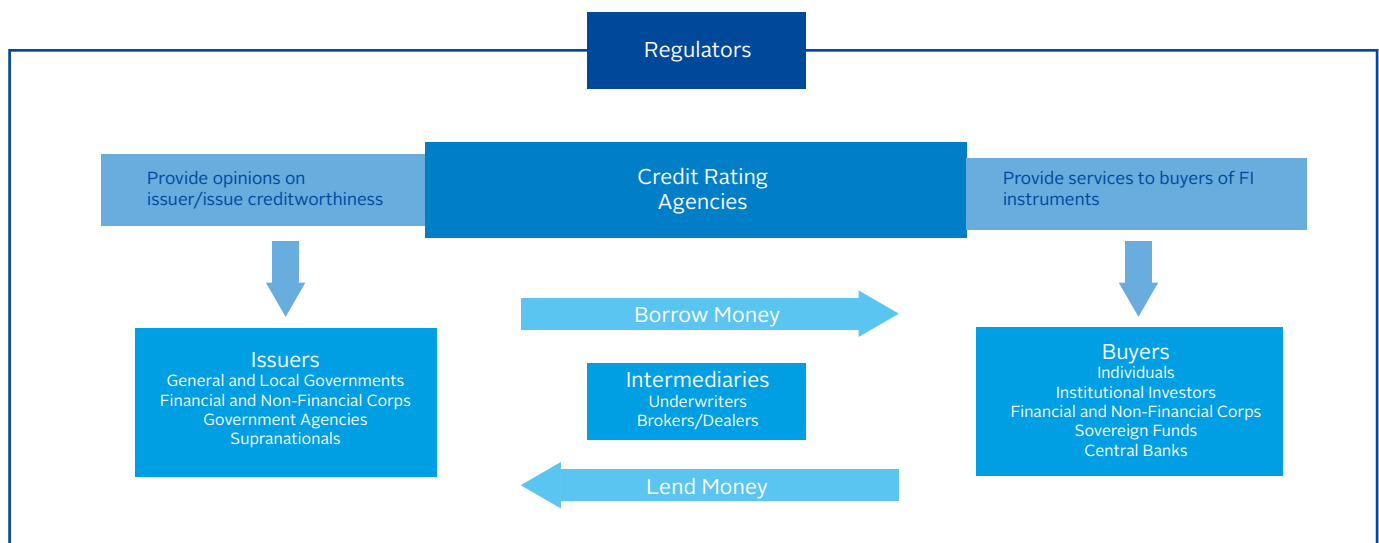 Regulators
Provide opinions on
issuer/issue creditworthiness
Credit Rating
Agencies
Provide services to buyers of FI
instruments
Borrow Money
Issuers
General and Local Governments
Financial and Non-Financial Corps
Government Agencies
Supranationals
Intermediaries
Underwriters
Brokers/Dealers
Buyers
Individuals
Institutional Investors
Financial and Non-Financial Corps
Sovereign Funds
Central Banks
Lend Money